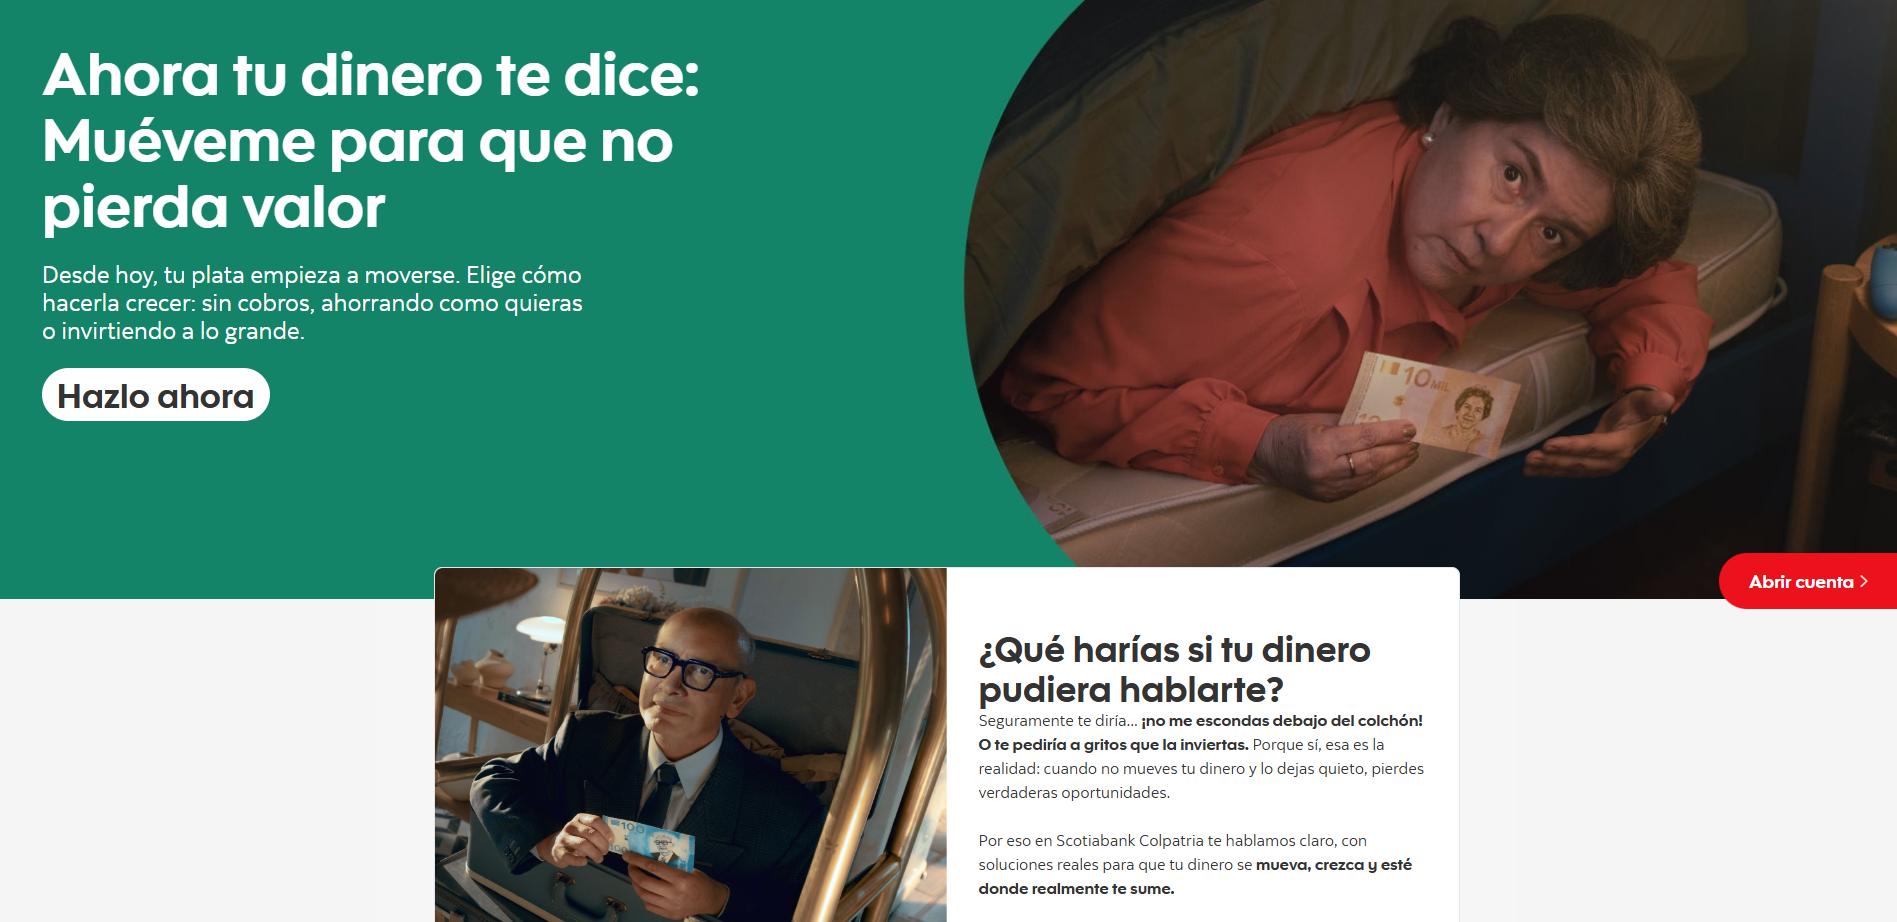 Ahora tu dinero te dice:
Muéveme para que no
pierda valor
Desde hoy, tu plata empieza a moverse. Elige cómo
hacerla crecer: sin cobros, ahorrando como quieras
o invirtiendo a lo grande.
Hazlo ahora
10 MIL
Abrir cuenta
100
¿Qué harías si tu dinero
pudiera hablarte?
Seguramente te diría... ¡no me escondas debajo del colchón!
O te pediría a gritos que la inviertas. Porque sí, esa es la
realidad: cuando no mueves tu dinero y lo dejas quieto, pierdes
verdaderas oportunidades.
Por eso en Scotiabank Colpatria te hablamos claro, con
soluciones reales para que tu dinero se mueva, crezca y esté
donde realmente te sume.